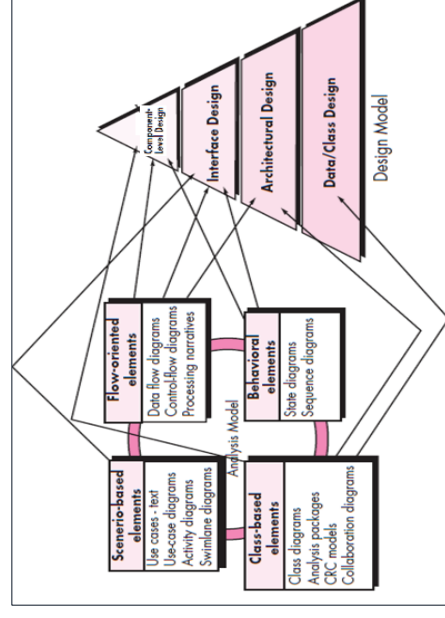 Scenerio-based
elements
Use cases - text
Use-case diagrams
Activity diagrams
Swimlane diagrams
Flow-oriented
elements
Data flow diagrams
Control-flow diagrams
Processing narratives
Analysis Model
Class-based
elements
Class diagrams
Analysis packages
CRC models
Collaboration diagrams
Behavioral
elements
State diagrams
Sequence diagrams
Component-
Level Design
Interface Design
Architectural Design
Data/Class Design
Design Model